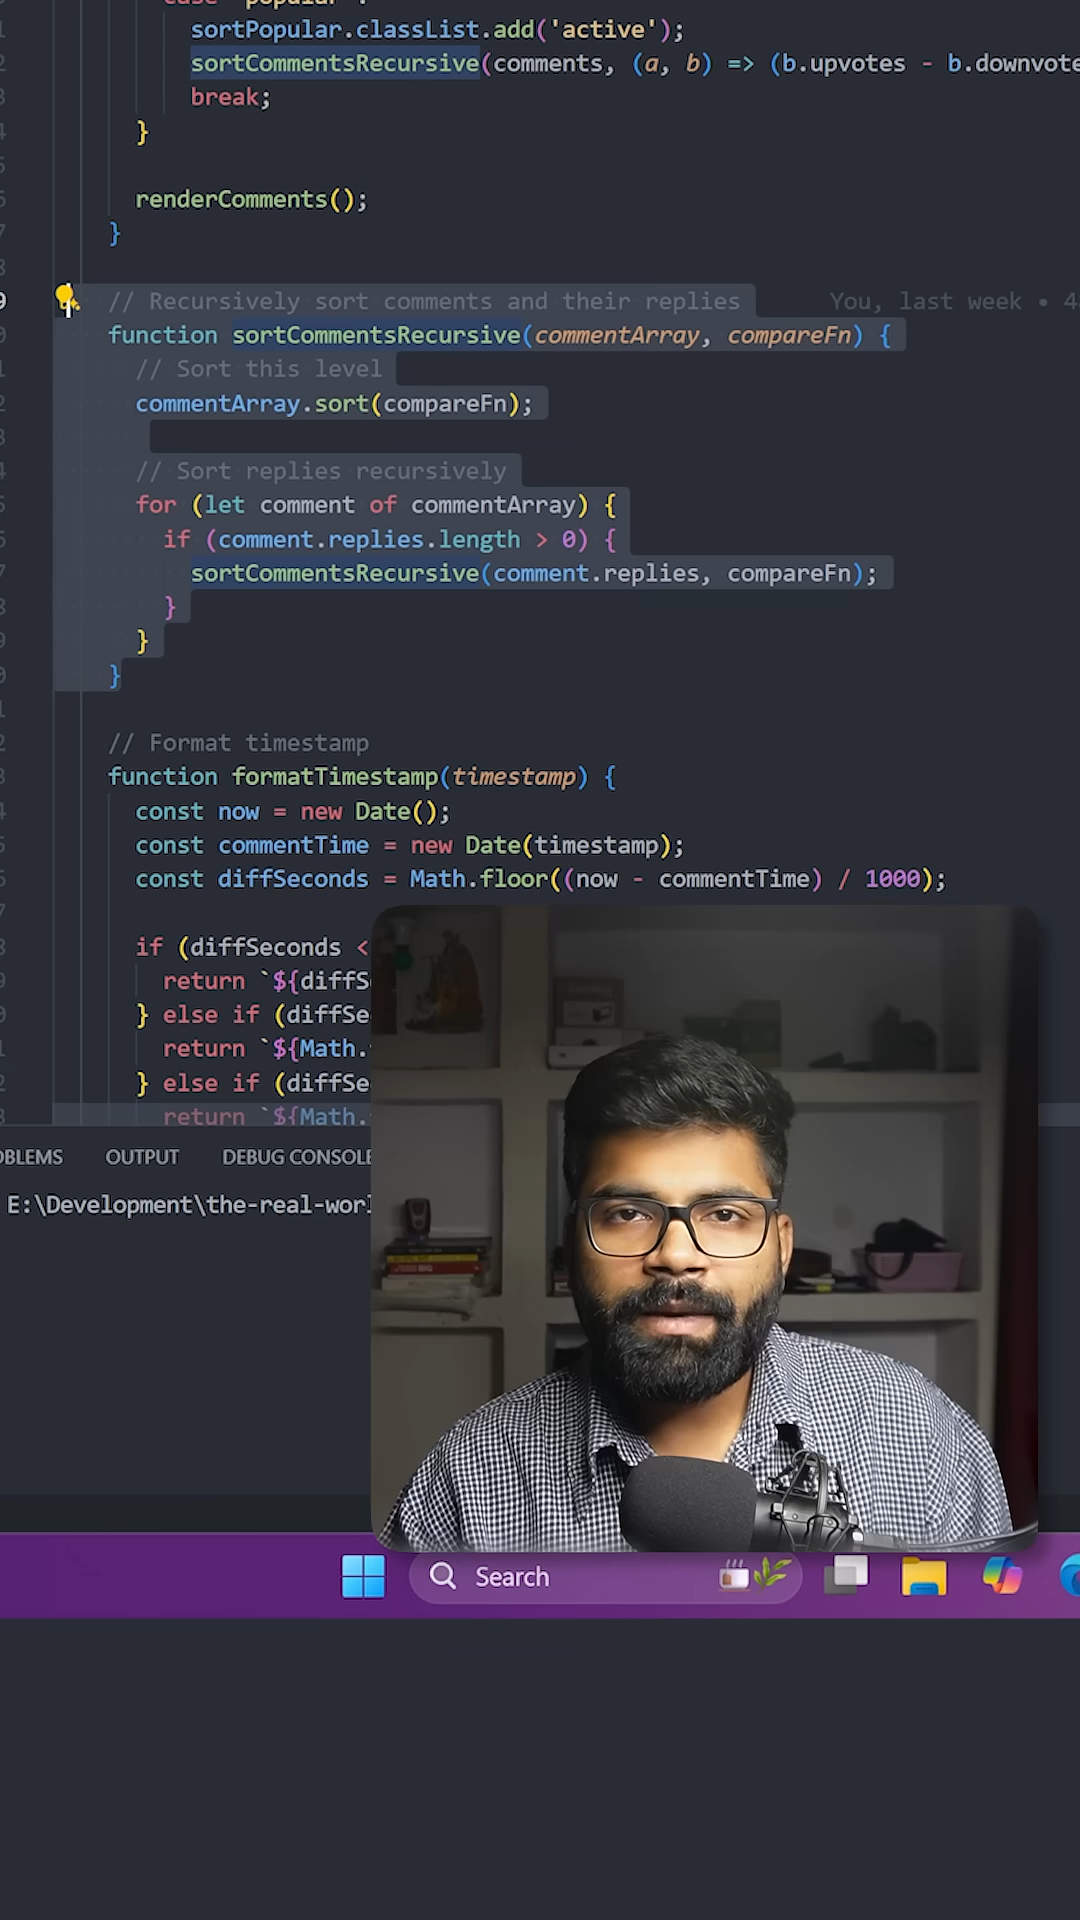 sortPopular.classList.add('active');
sortCommentsRecursive(comments, (a, b) => (b.upvotes - b.downvote
break;
}
renderComments();
}
// Recursively sort comments and their replies You, last week • 4
function sortCommentsRecursive(commentArray, compareFn) {
// Sort this level
commentArray.sort(compareFn);
// Sort replies recursively
for (let comment of commentArray) {
if (comment.replies.length > 0) {
sortCommentsRecursive(comment.replies, compareFn);
}
}
}
// Format timestamp
function formatTimestamp(timestamp) {
const now = new Date();
const commentTime = new Date(timestamp);
const diffSeconds = Math.floor((now - commentTime) / 1000);
if (diffSeconds <
return `${diffS
} else if (diffSe
return `${Math.
} else if (diffSe
return `${Math.
OBLEMS OUTPUT DEBUG CONSOLE
E:\Development\the-real-worl
Search